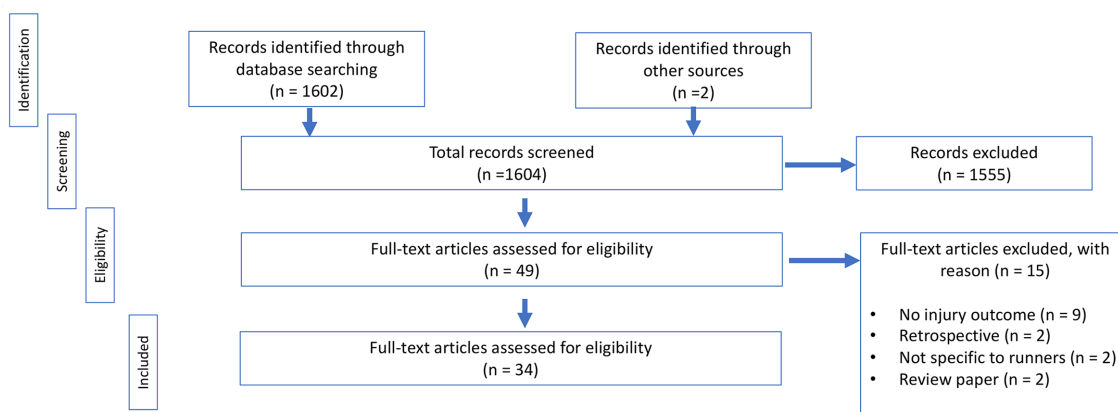 Identification
Records identified through
database searching
(n = 1602)
Records identified through
other sources
(n =2)
Screening
Total records screened
(n =1604)
Records excluded
(n = 1555)
Eligibility
Full-text articles assessed for eligibility
(n = 49)
Full-text articles excluded, with
reason (n = 15)
• No injury outcome (n = 9)
• Retrospective (n = 2)
• Not specific to runners (n = 2)
• Review paper (n = 2)
Included
Full-text articles assessed for eligibility
(n = 34)